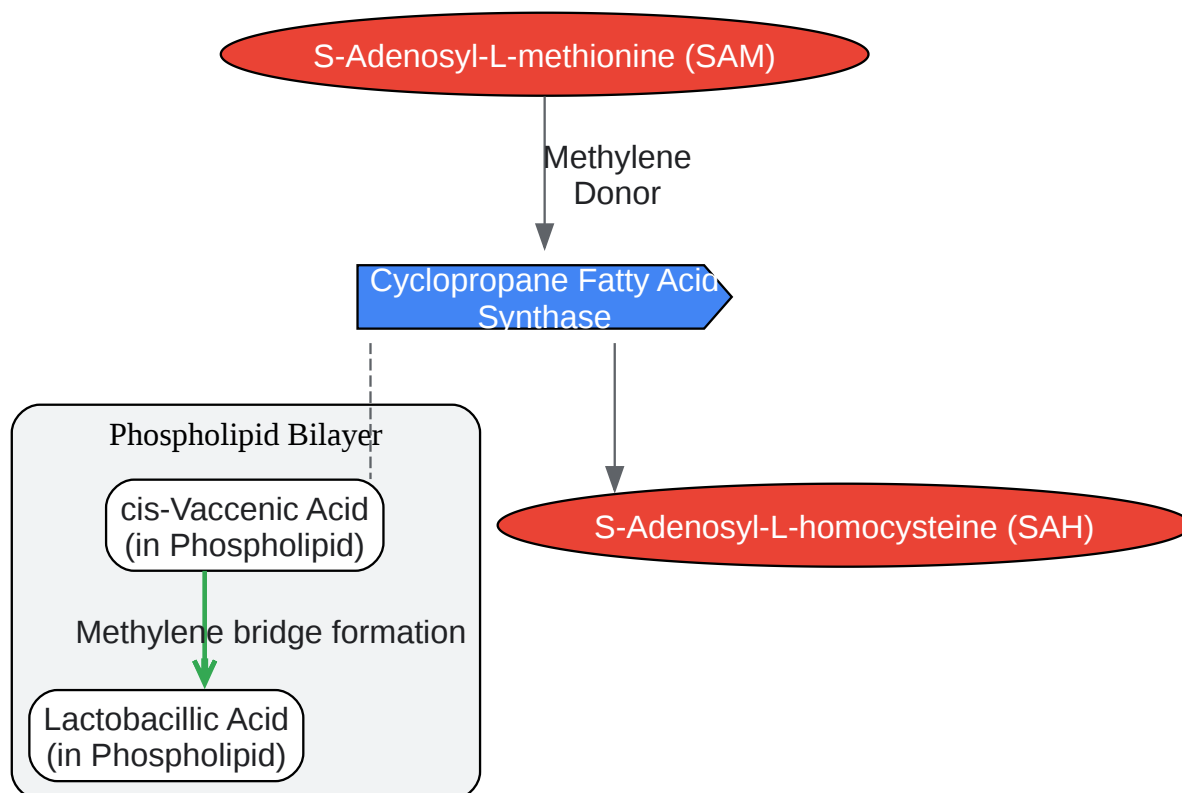 S-Adenosyl-L-methionine (SAM)
Methylene
Donor
Cyclopropane Fatty Acid
Synthase
Phospholipid Bilayer
cis-Vaccenic Acid
(in Phospholipid)
S-Adenosyl-L-homocysteine (SAH)
Methylene bridge formation
Lactobacillic Acid
(in Phospholipid)